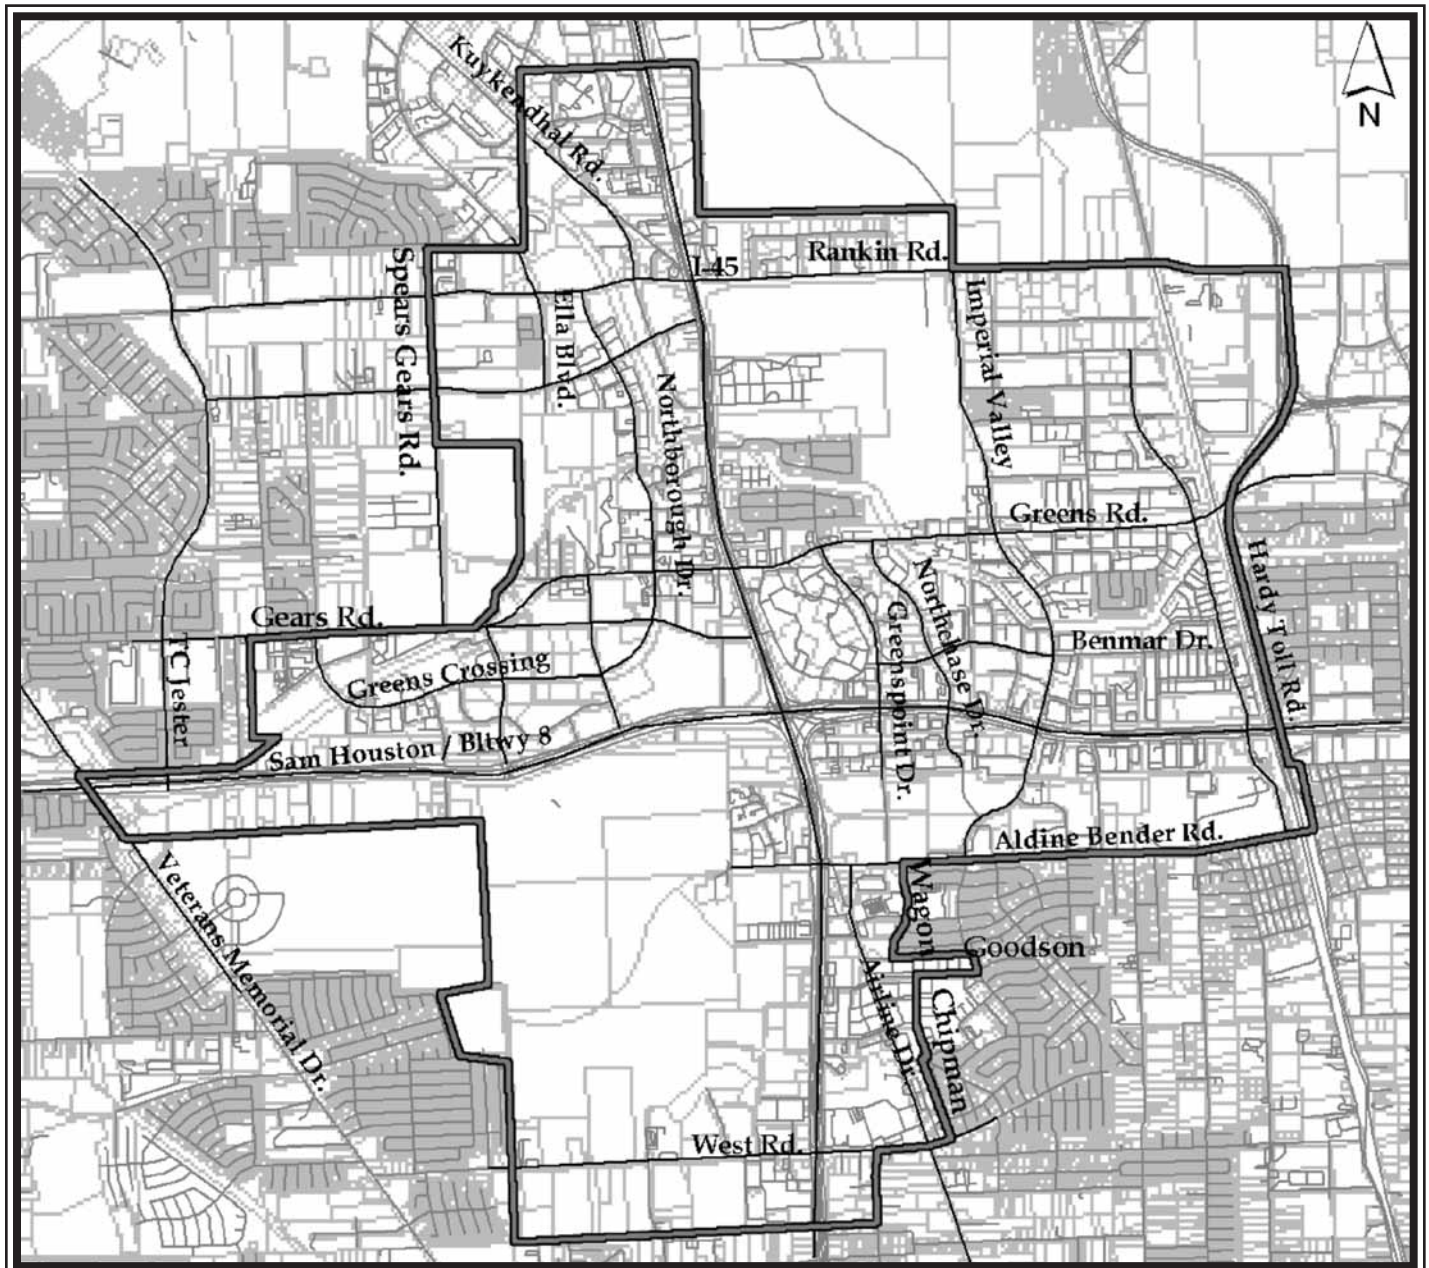 Kuykendhal Rd.
N
Spears Gears Rd.
I-45
Rankin Rd.
Ella Blvd.
Imperial Valley
Northborough Dr.
Greens Rd.
Hardy Toll Rd.
Northchase Dr.
Greenspoint Dr.
Gears Rd.
TC Jester
Benmar Dr.
Greens Crossing
Sam Houston / Bltwy 8
Aldine Bender Rd.
Veterans Memorial Dr.
Wagon
Goodson
Airline Dr.
Chipman
West Rd.